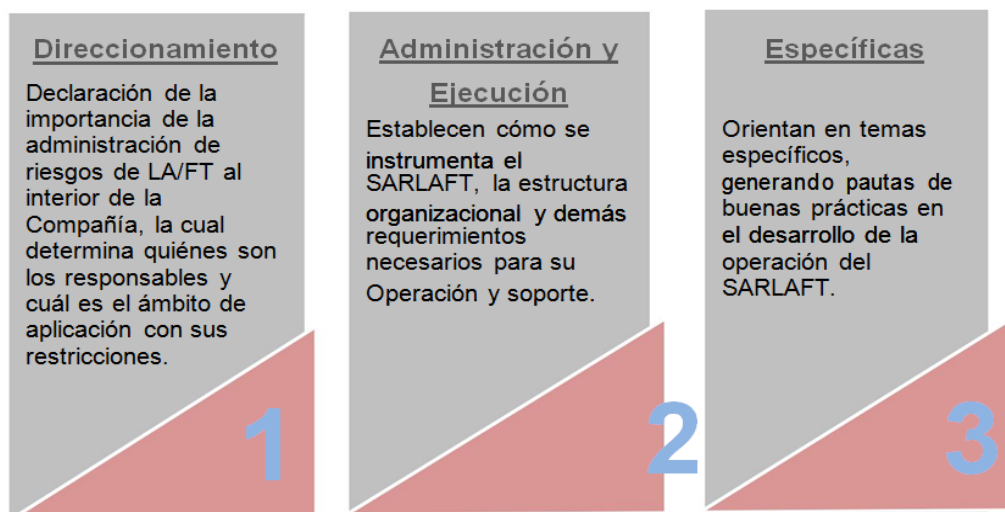 Direccionamiento
Declaración de la
importancia de la
administración de
riesgos de LA/FT al
interior de la
Compañía, la cual
determina quiénes son
los responsables y
cuál es el ámbito de
aplicación con sus
restricciones.
1
Administración y
Ejecución
Establecen cómo se
instrumenta el
SARLAFT, la estructura
organizacional y demás
requerimientos
necesarios para su
Operación y soporte.
2
Específicas
Orientan en temas
específicos,
generando pautas de
buenas prácticas en
el desarrollo de la
operación del
SARLAFT.
3